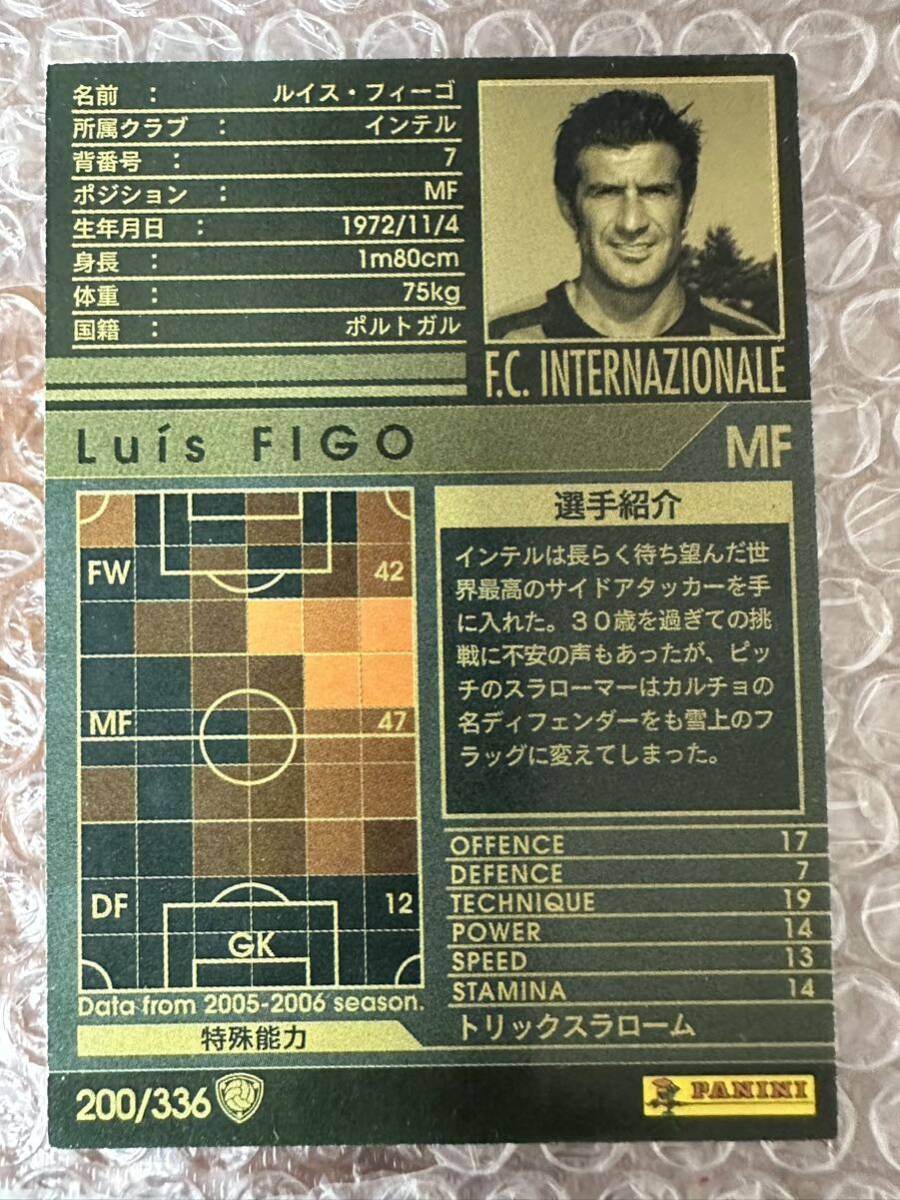 名前 : ルイス・フィーゴ
所属クラブ : インテル
背番号 : 7
ポジション : MF
生年月日 : 1972/11/4
身長 : 1m80cm
体重 : 75kg
国籍 : ポルトガル
F.C. INTERNAZIONALE
Luís FIGO
MF
FW 42
MF 47
DF 12
GK
Data from 2005-2006 season.
選手紹介
インテルは長らく待ち望んだ世
界最高のサイドアタッカーを手
に入れた。30歳を過ぎての挑
戦に不安の声もあったが、ピッ
チのスラローマーはカルチョの
名ディフェンダーをも雪上のフ
ラッグに変えてしまった。
OFFENCE 17
DEFENCE 7
TECHNIQUE 19
POWER 14
SPEED 13
STAMINA 14
特殊能力 トリックスラローム
200/336
PANINI